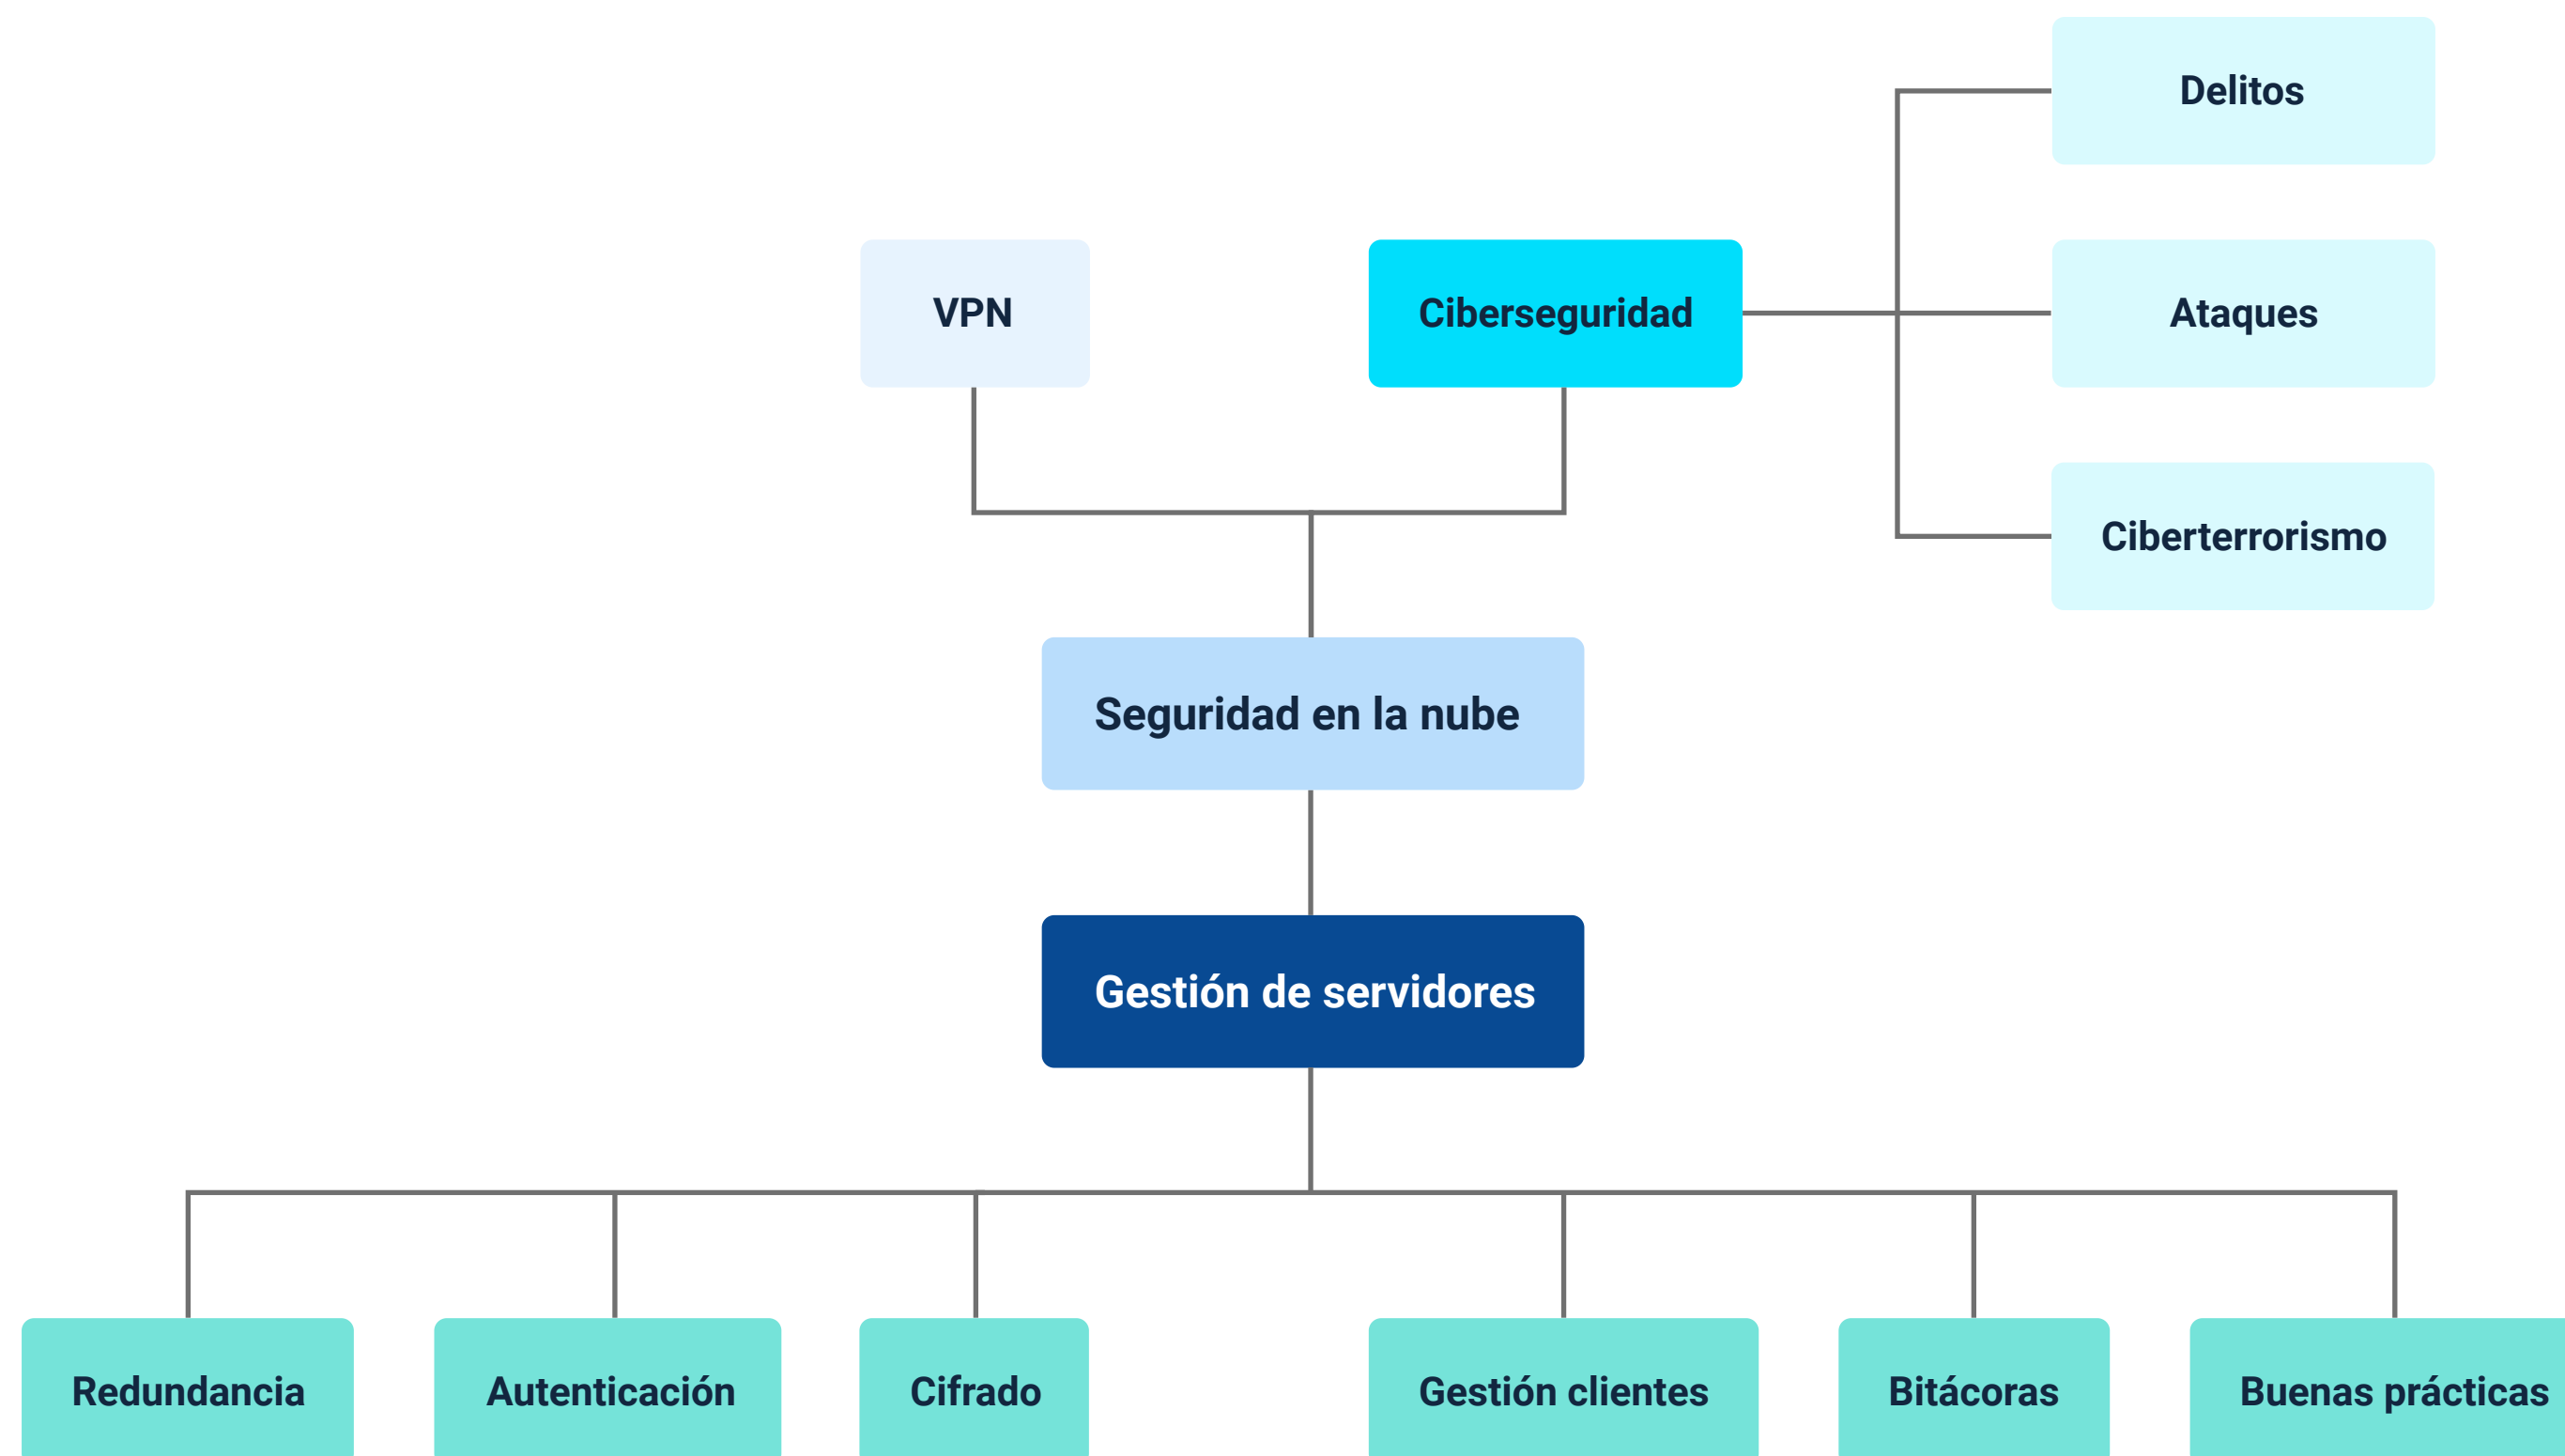 Delitos
VPN
Ciberseguridad
Ataques
Ciberterrorismo
Seguridad en la nube
Gestión de servidores
Redundancia
Autenticación
Cifrado
Gestión clientes
Bitácoras
Buenas prácticas